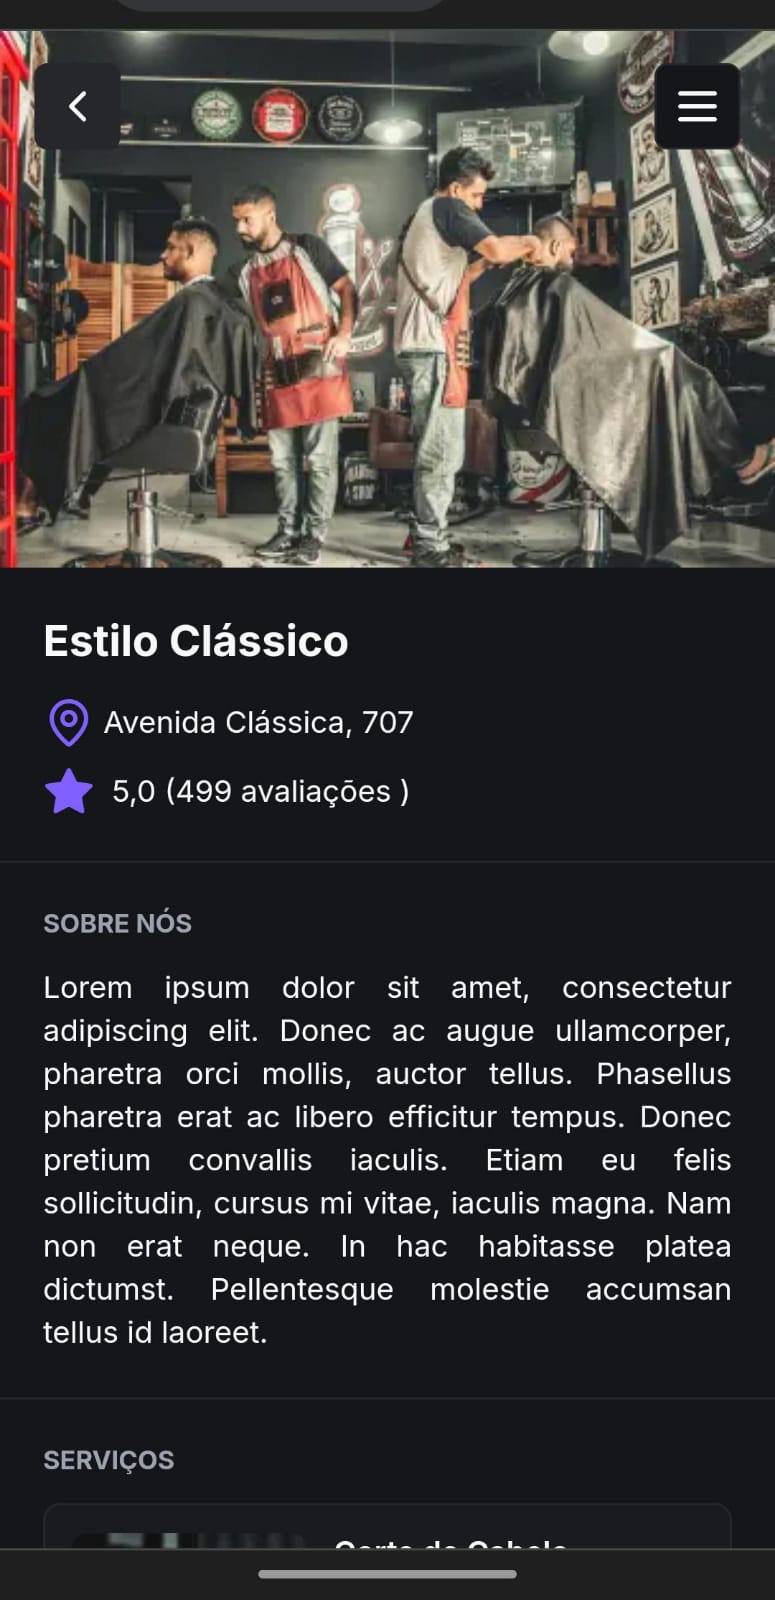 Estilo Clássico
Avenida Clássica, 707
5,0 (499 avaliações )
SOBRE NÓS
Lorem ipsum dolor sit amet, consectetur
adipiscing elit. Donec ac augue ullamcorper,
pharetra orci mollis, auctor tellus. Phasellus
pharetra erat ac libero efficitur tempus. Donec
pretium convallis iaculis. Etiam eu felis
sollicitudin, cursus mi vitae, iaculis magna. Nam
non erat neque. In hac habitasse platea
dictumst. Pellentesque molestie accumsan
tellus id laoreet.
SERVIÇOS
Corte de Cabelo